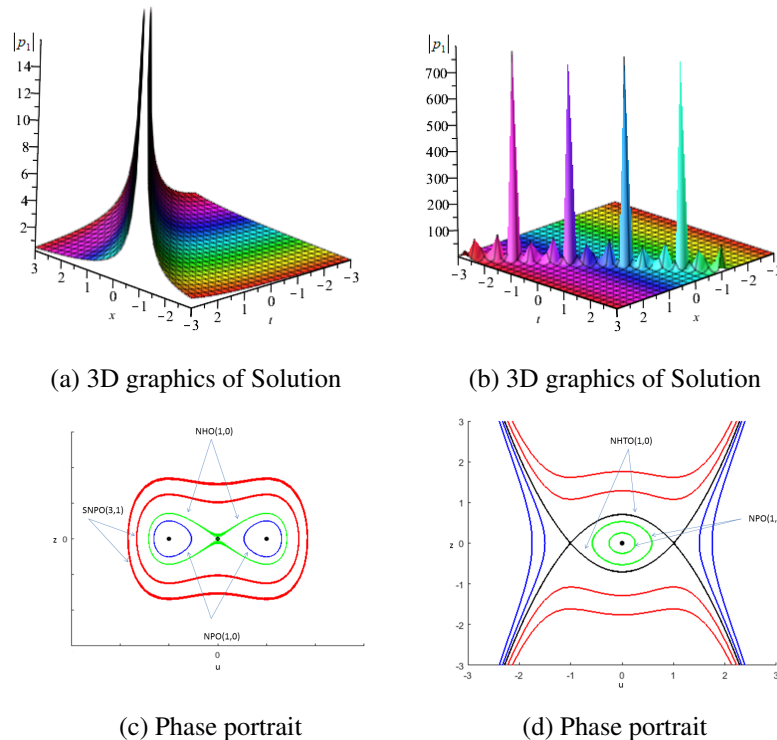 |p₁|
14
12
10
8
6
4
2
3
2
1
0
-1
-2
-3
x
3
2
1
0
-1
-2
-3
t
(a) 3D graphics of Solution
|p₁|
700
600
500
400
300
200
100
-3
-2
-1
0
1
2
3
t
-3
-2
-1
0
1
2
x
(b) 3D graphics of Solution
NHO(1,0)
SNPO(3,1)
z 0
NPO(1,0)
0
u
(c) Phase portrait
3
2
1
z 0
-1
-2
-3
NHTO(1,0)
NPO(1,
-3 -2 -1 0 1 2 3
u
(d) Phase portrait